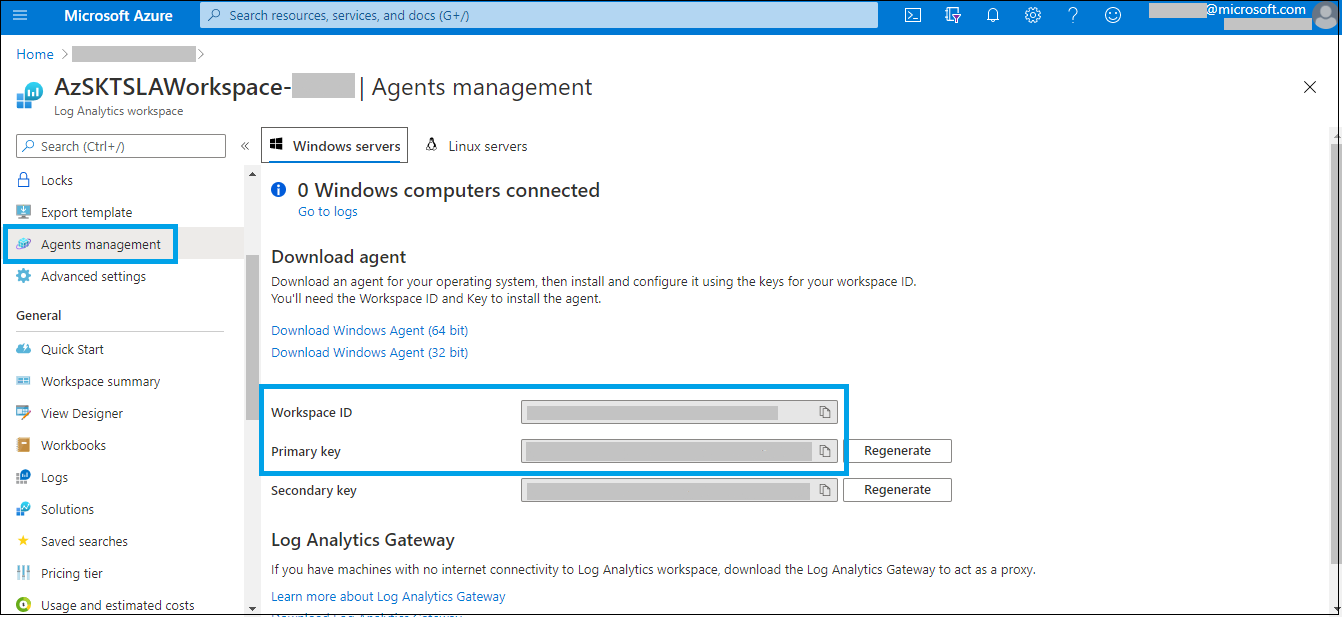 Microsoft Azure
Search resources, services, and docs (G+/)
@microsoft.com
Home
AzSKTSLAWorkspace- | Agents management
Log Analytics workspace
Search (Ctrl+/)
Windows servers
Linux servers
Locks
Export template
Agents management
Advanced settings
General
Quick Start
Workspace summary
View Designer
Workbooks
Logs
Solutions
Saved searches
Pricing tier
Usage and estimated costs
0 Windows computers connected
Go to logs
Download agent
Download an agent for your operating system, then install and configure it using the keys for your workspace ID.
You'll need the Workspace ID and Key to install the agent.
Download Windows Agent (64 bit)
Download Windows Agent (32 bit)
Workspace ID
Primary key
Regenerate
Secondary key
Regenerate
Log Analytics Gateway
If you have machines with no internet connectivity to Log Analytics workspace, download the Log Analytics Gateway to act as a proxy.
Learn more about Log Analytics Gateway
Download Log Analytics Gateway